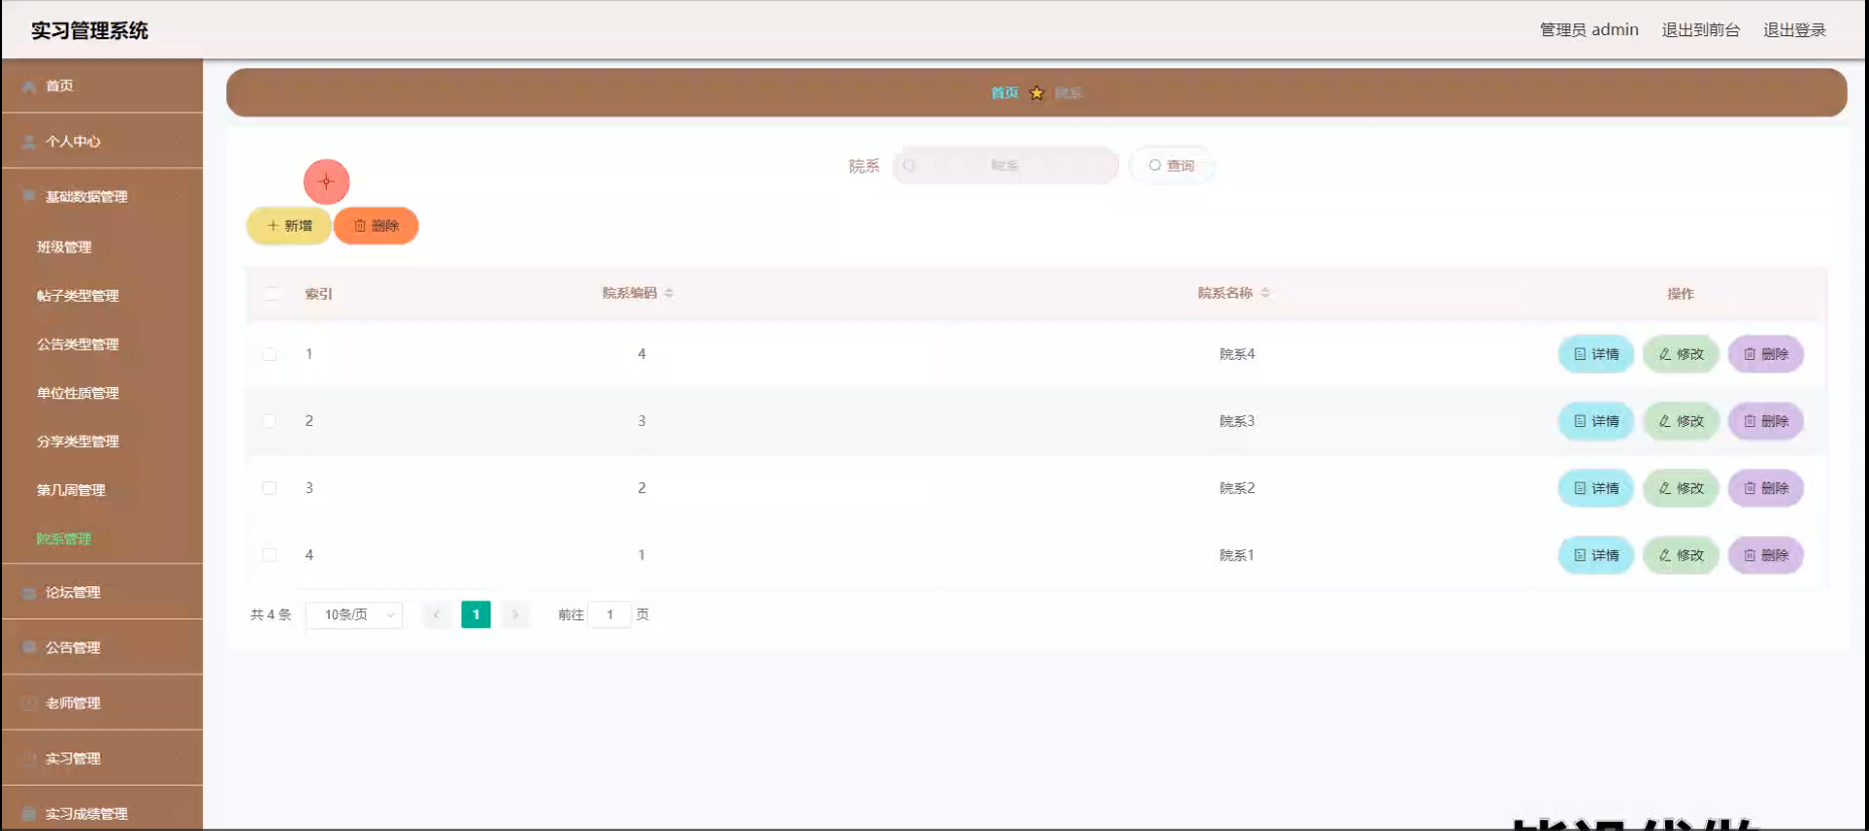 实习管理系统
管理员 admin 退出到前台 退出登录
首页
个人中心
基础数据管理
班级管理
帖子类型管理
公告类型管理
单位性质管理
分享类型管理
第几周管理
院系管理
论坛管理
公告管理
老师管理
实习管理
实习成绩管理
首页 院系
院系 院系 查询
新增 删除
索引 院系编码 院系名称 操作
1 4 院系4 详情 修改 删除
2 3 院系3 详情 修改 删除
3 2 院系2 详情 修改 删除
4 1 院系1 详情 修改 删除
共 4 条 10条/页 1 前往 1 页